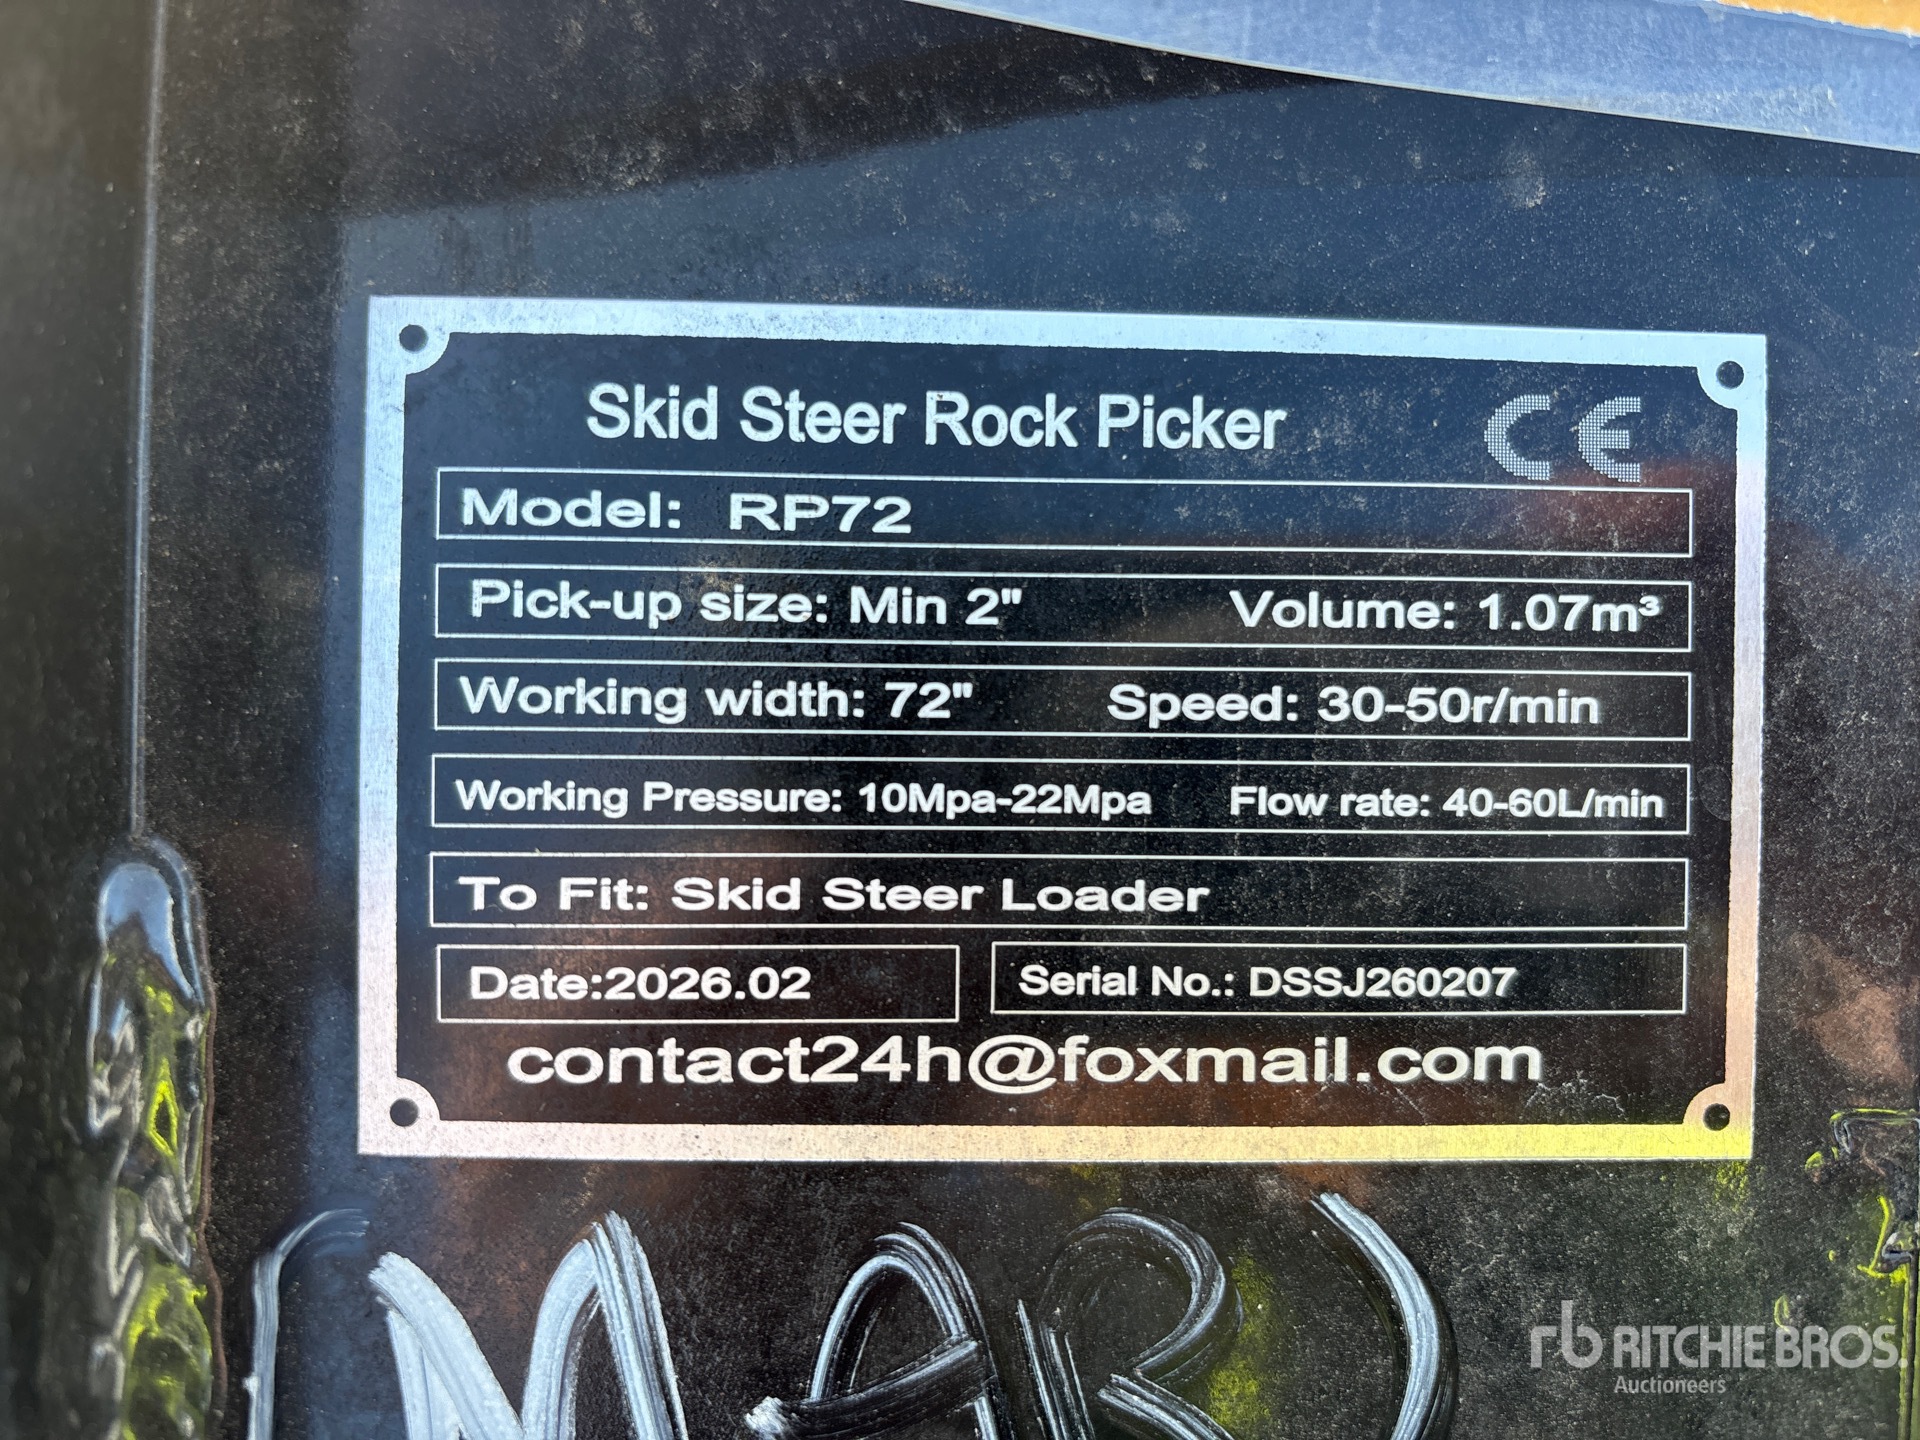 Skid Steer Rock Picker CE
Model: RP72
Pick-up size: Min 2" Volume: 1.07m³
Working width: 72" Speed: 30-50r/min
Working Pressure: 10Mpa-22Mpa Flow rate: 40-60L/min
To Fit: Skid Steer Loader
Date:2026.02 Serial No.: DSSJ260207
contact24h@foxmail.com
(MAR)
rb RITCHIE BROS.
Auctioneers